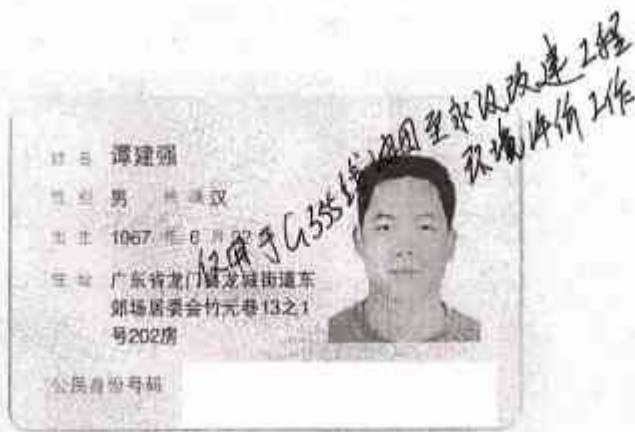 姓名 谭建强
性别 男 民族 汉
出生 1967 年 6 月
住址 广东省龙门县龙城街道东
郊场居委会竹元巷13之1
号202房
公民身份号码
仅用于G355线 至永汉改建工程
环境评价工作